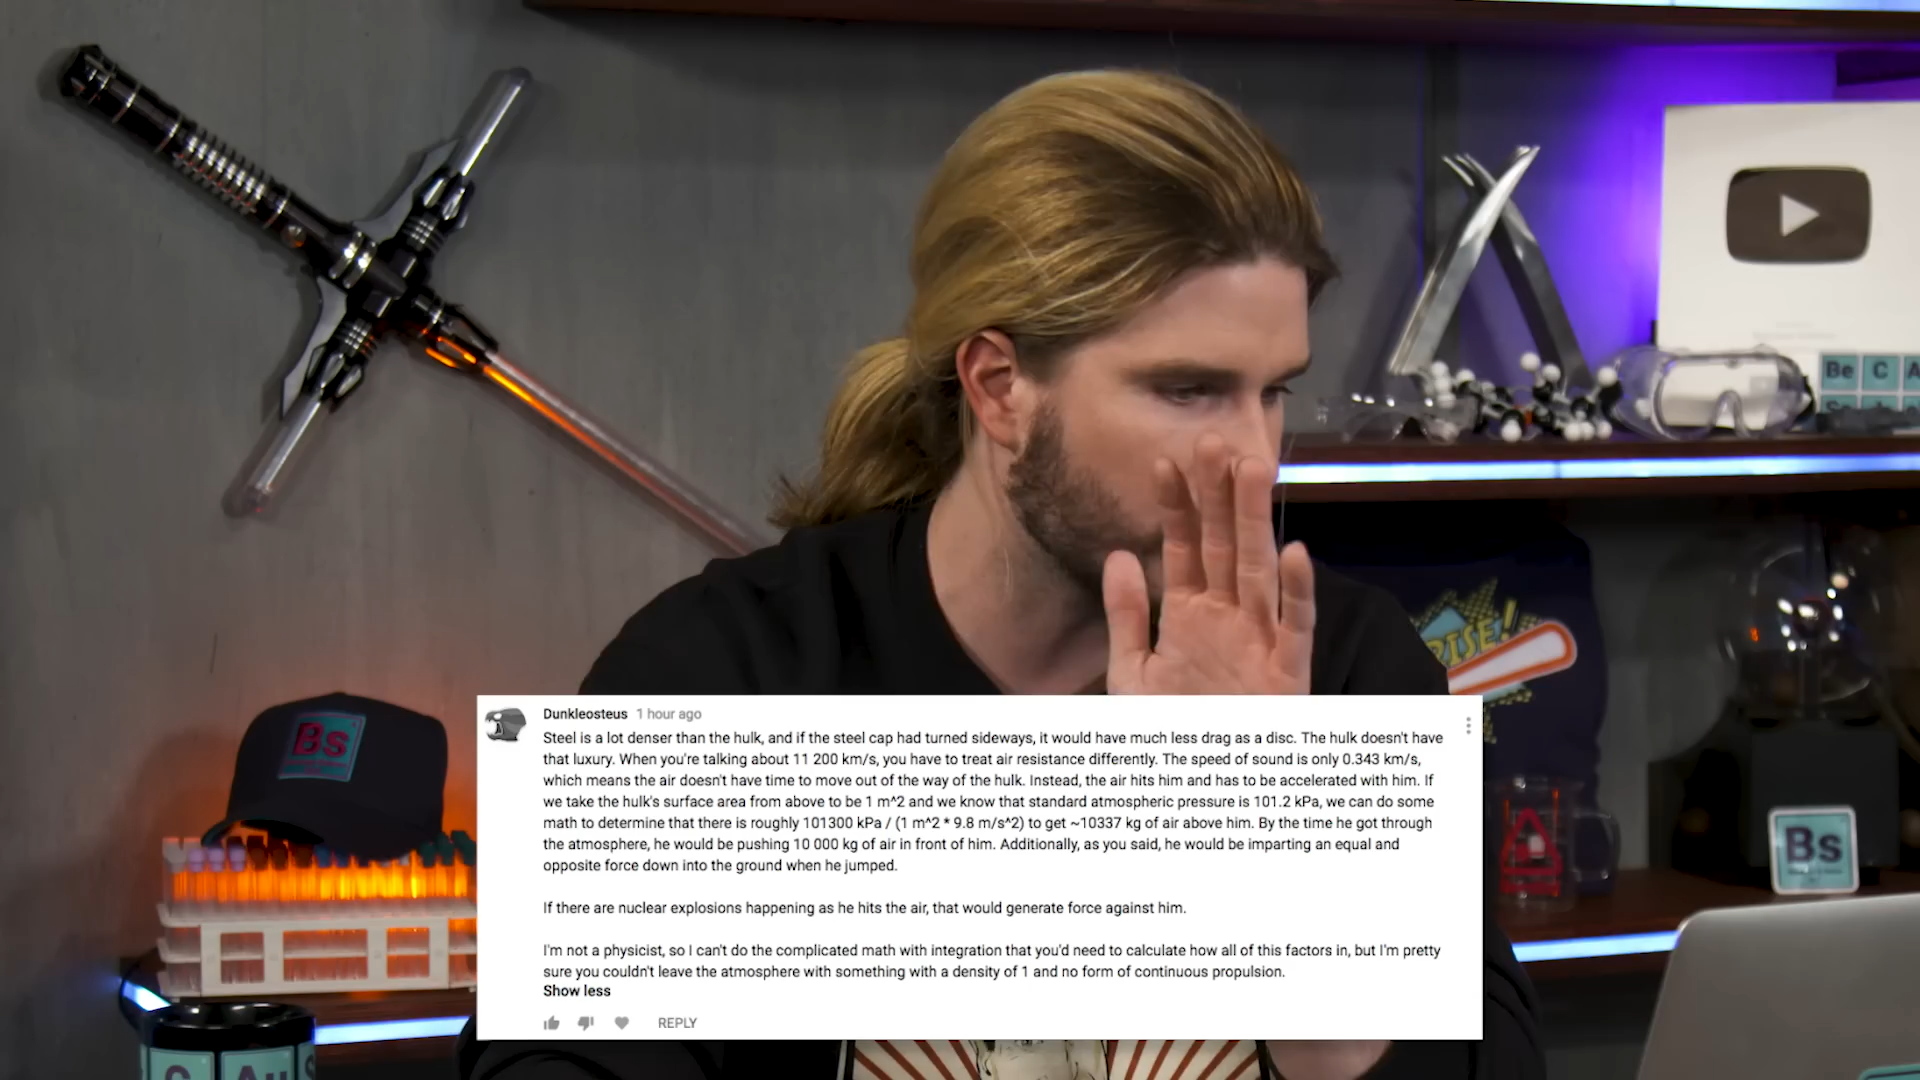 Be C A
RISE!
Bs
Bs
C Au S
Dunkleosteus 1 hour ago
Steel is a lot denser than the hulk, and if the steel cap had turned sideways, it would have much less drag as a disc. The hulk doesn't have
that luxury. When you're talking about 11 200 km/s, you have to treat air resistance differently. The speed of sound is only 0.343 km/s,
which means the air doesn't have time to move out of the way of the hulk. Instead, the air hits him and has to be accelerated with him. If
we take the hulk's surface area from above to be 1 m^2 and we know that standard atmospheric pressure is 101.2 kPa, we can do some
math to determine that there is roughly 101300 kPa / (1 m^2 * 9.8 m/s^2) to get ~10337 kg of air above him. By the time he got through
the atmosphere, he would be pushing 10 000 kg of air in front of him. Additionally, as you said, he would be imparting an equal and
opposite force down into the ground when he jumped.
If there are nuclear explosions happening as he hits the air, that would generate force against him.
I'm not a physicist, so I can't do the complicated math with integration that you'd need to calculate how all of this factors in, but I'm pretty
sure you couldn't leave the atmosphere with something with a density of 1 and no form of continuous propulsion.
Show less
REPLY